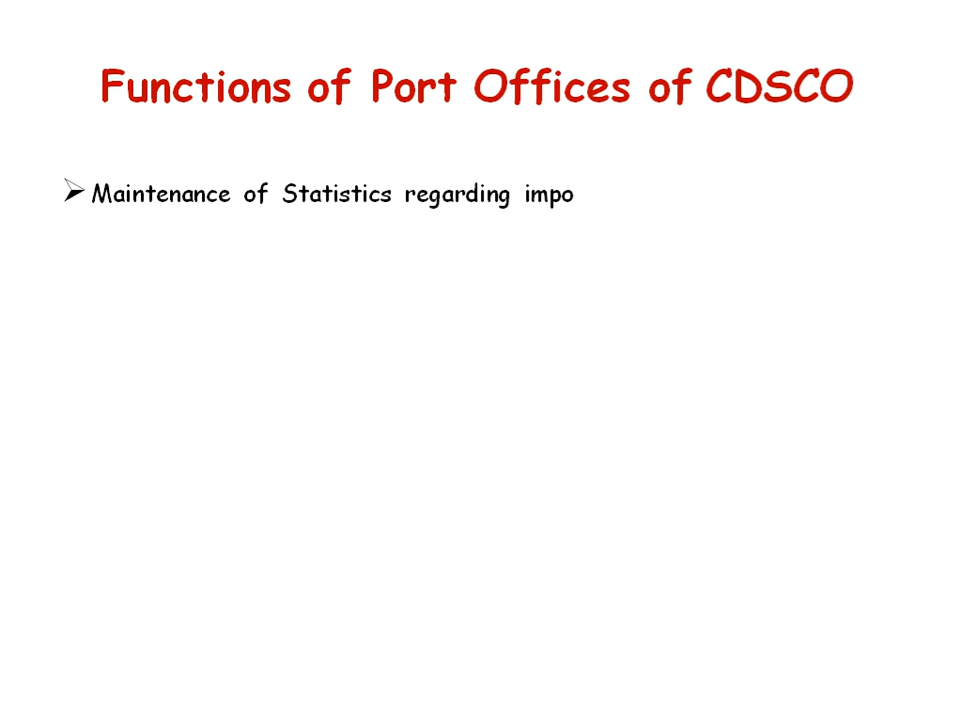 Functions of Port Offices of CDSCO
➢ Maintenance of Statistics regarding impo